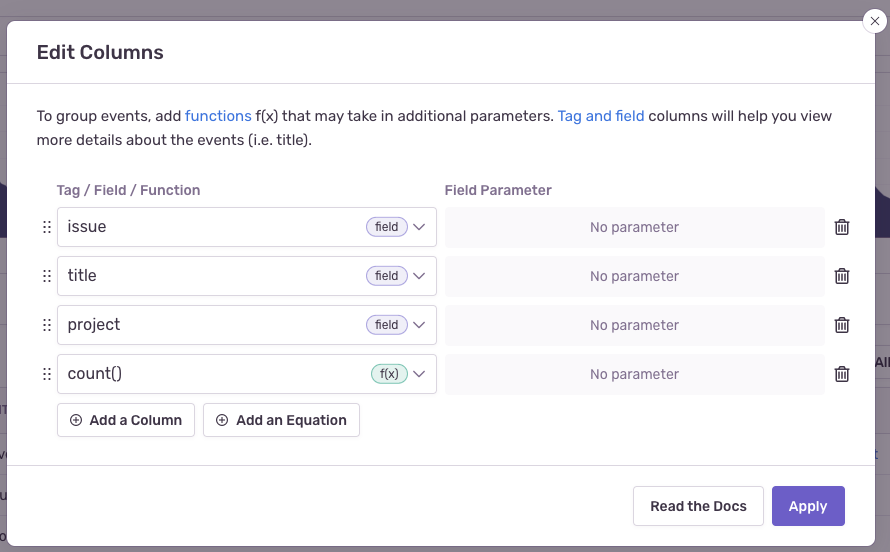 Edit Columns
To group events, add functions f(x) that may take in additional parameters. Tag and field columns will help you view
more details about the events (i.e. title).
Tag / Field / Function Field Parameter
issue field No parameter
title field No parameter
project field No parameter
count() f(x) No parameter
Add a Column Add an Equation
Read the Docs Apply